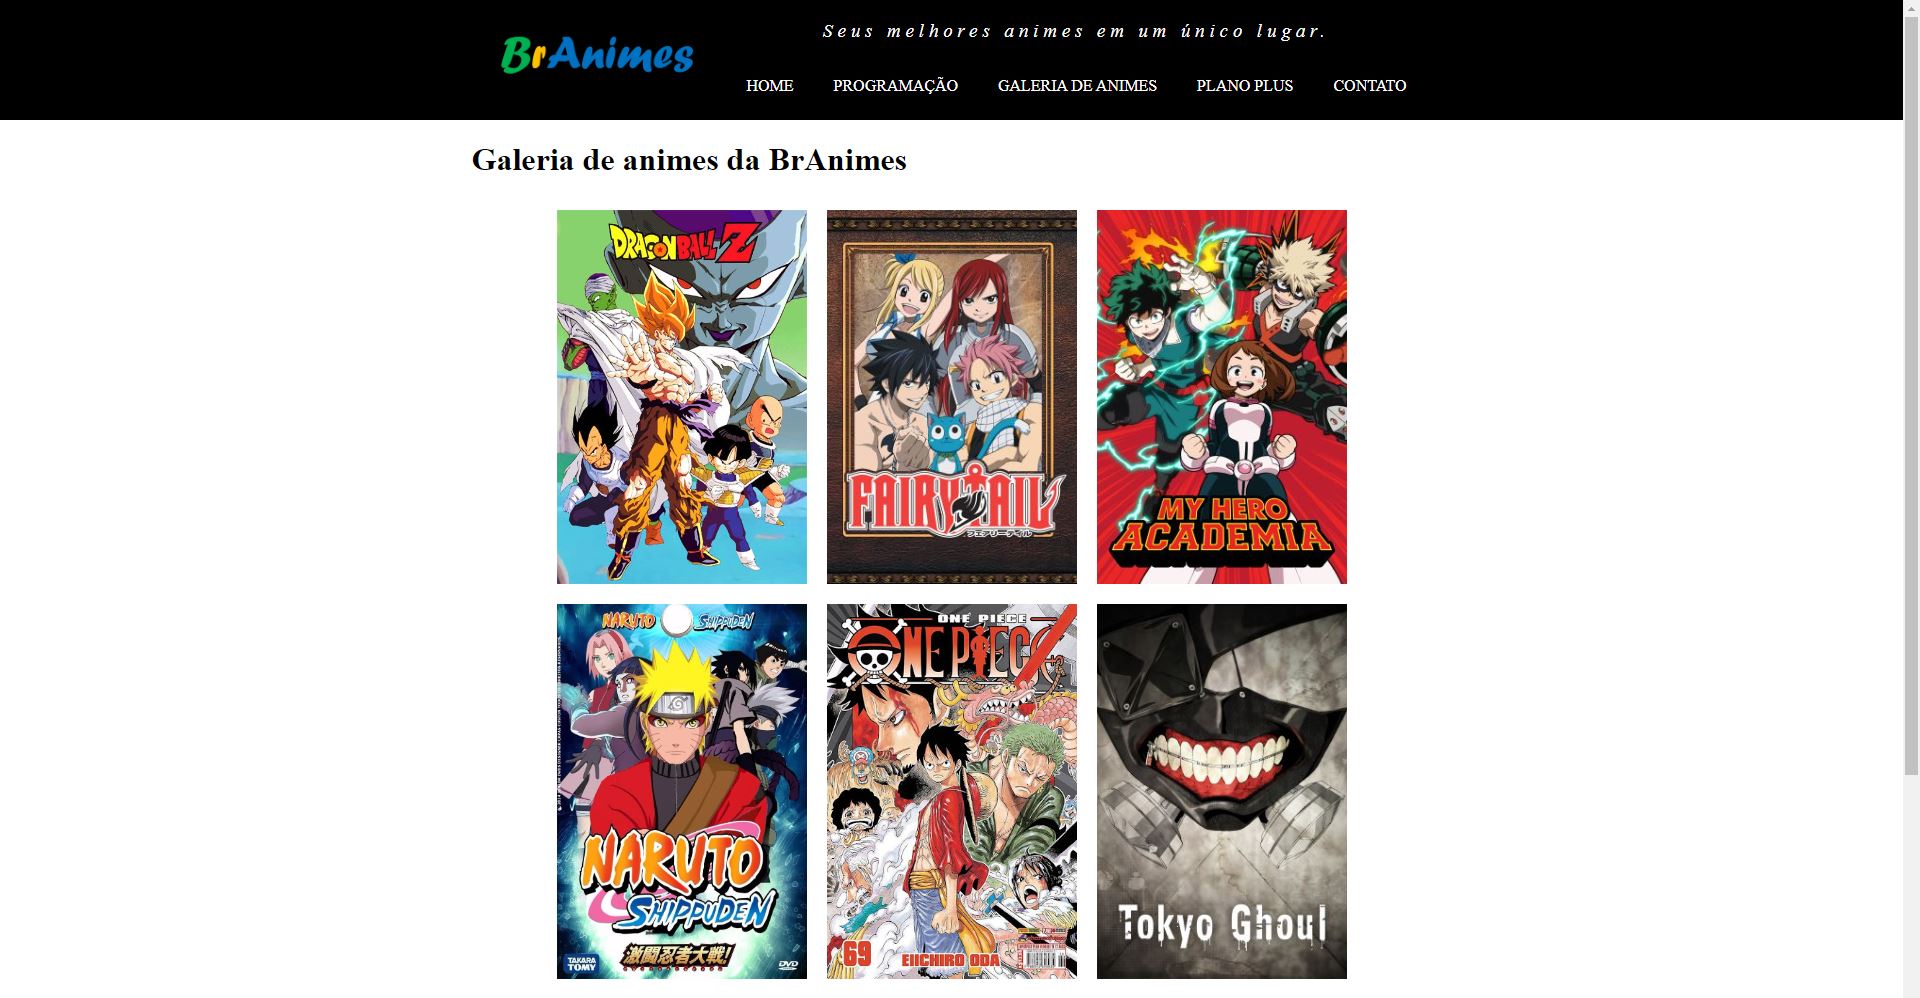 BrAnimes
Seus melhores animes em um único lugar.
HOME PROGRAMAÇÃO GALERIA DE ANIMES PLANO PLUS CONTATO
Galeria de animes da BrAnimes
DRAGON BALL Z
FAIRY TAIL
フェアリーテイル
MY HERO
ACADEMIA
NARUTO SHIPPUDEN
NARUTO
SHIPPUDEN
激闘忍者大戦!
TAKARA
TOMY
DVD
ONE PIECE
ONE PIECE
69
EIICHIRO ODA
Tokyo Ghoul